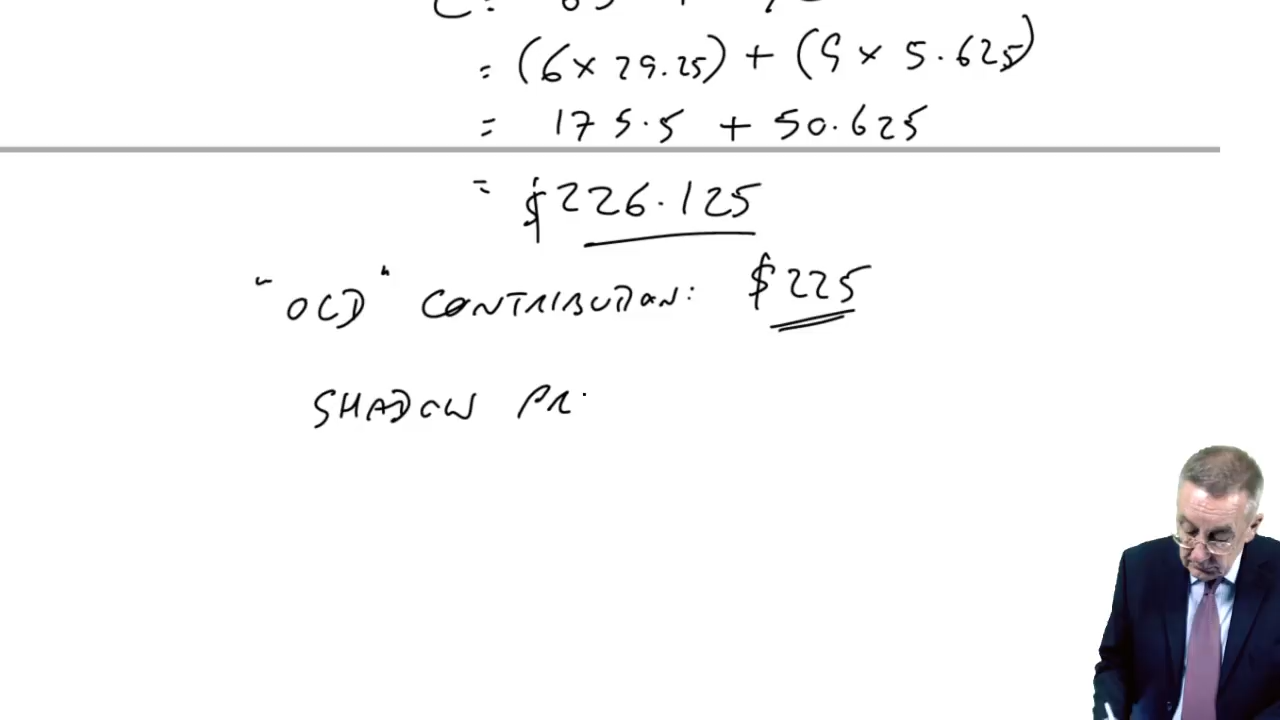 = (6 × 29.25) + (9 × 5.625)
= 175.5 + 50.625
= $226.125
"OLD" CONTRIBUTION: $225
SHADOW PR